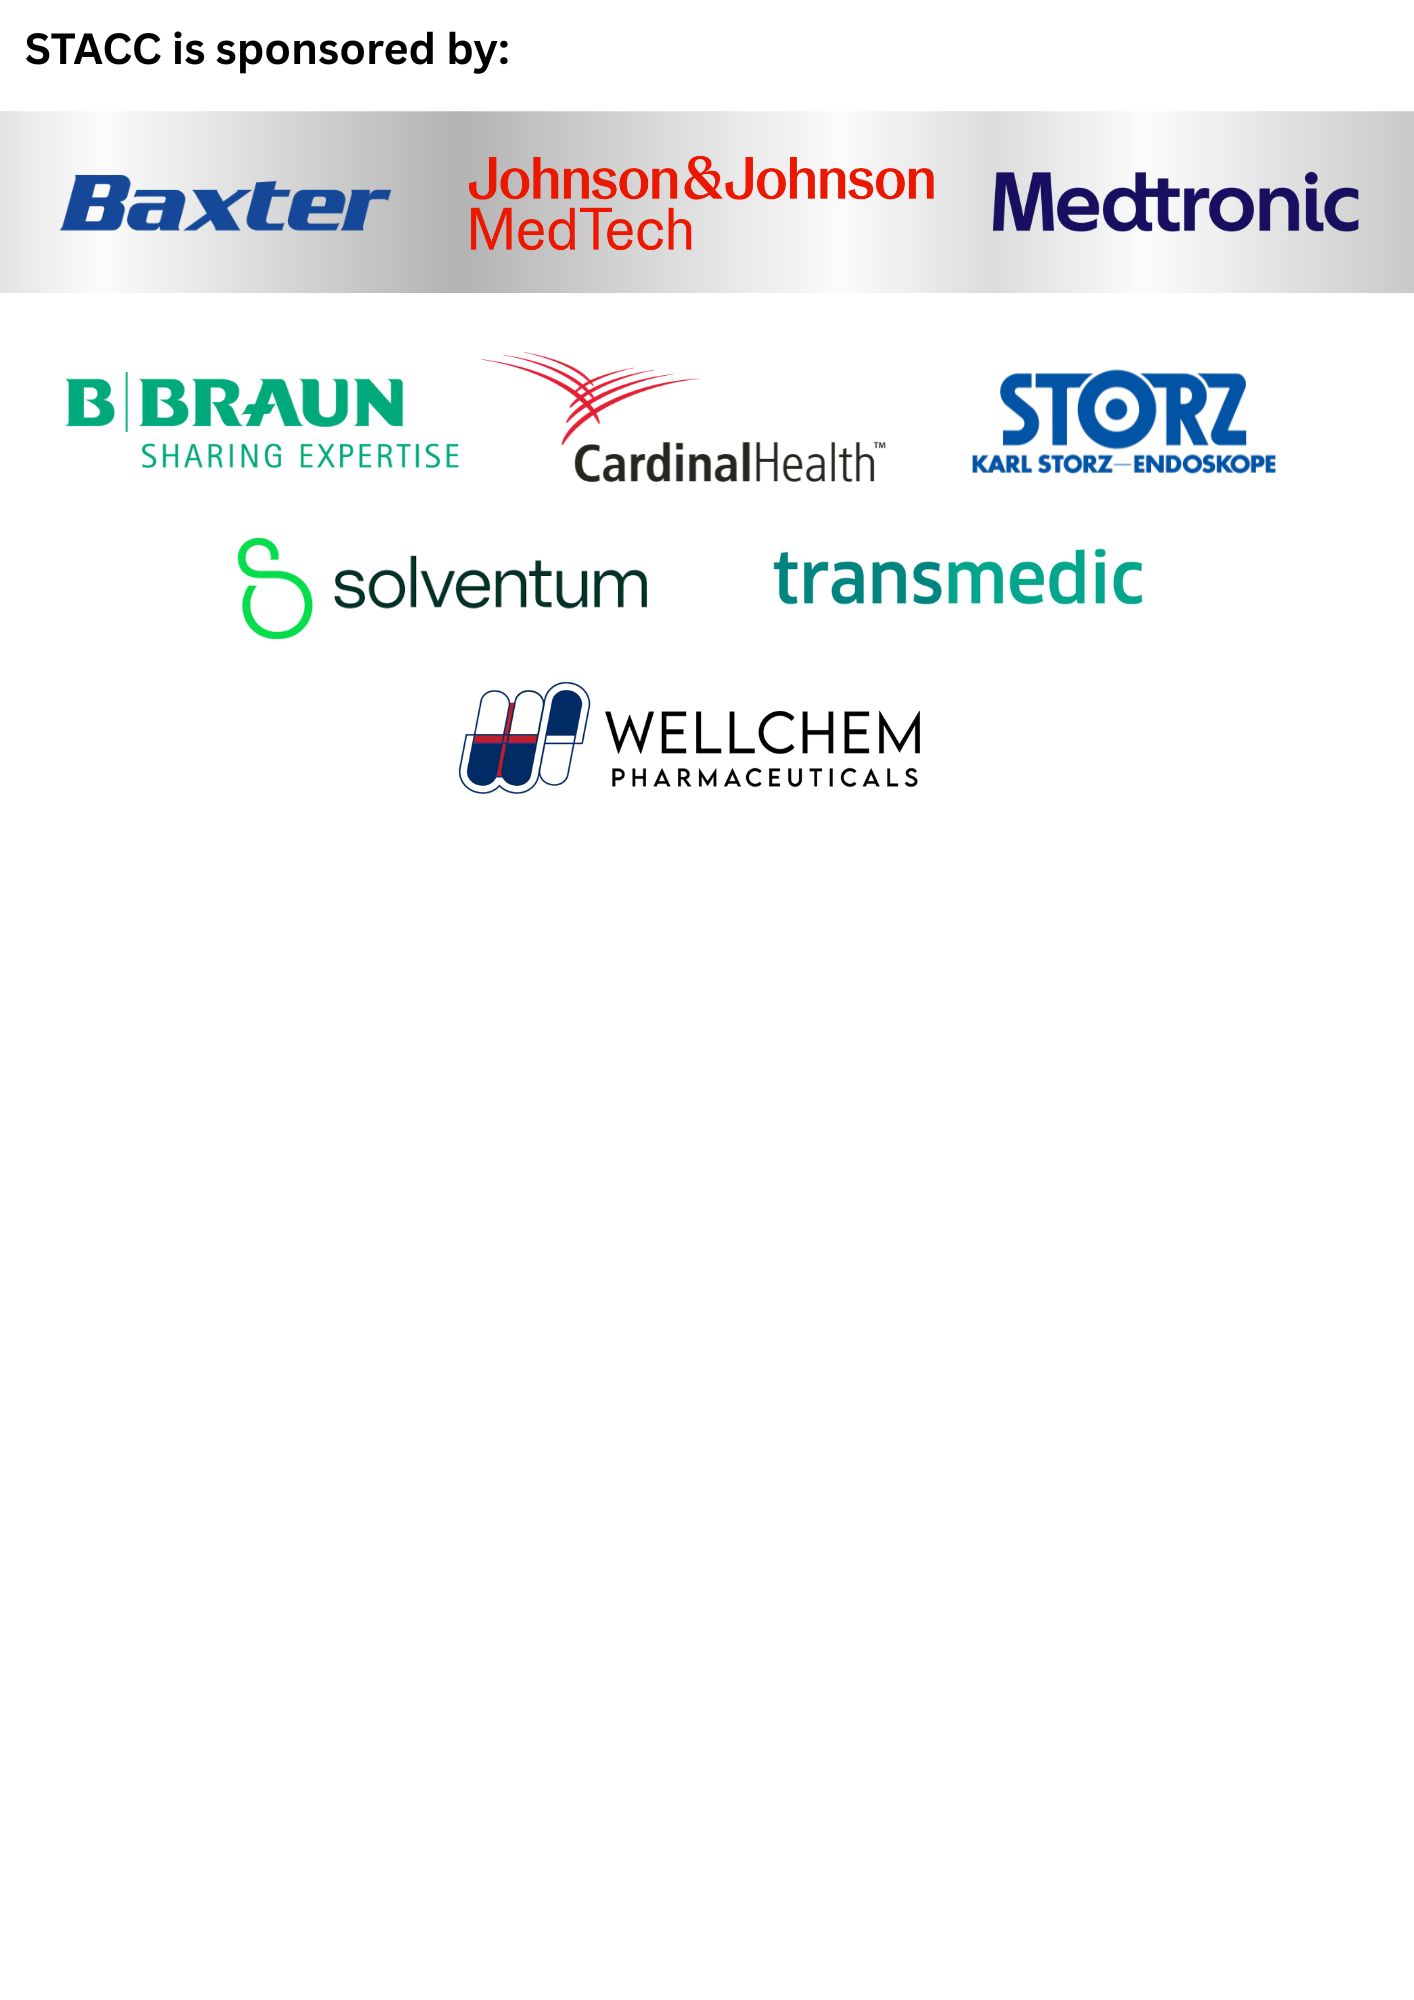 STACC is sponsored by:
Baxter
Johnson&Johnson
MedTech
Medtronic
B|BRAUN
SHARING EXPERTISE
CardinalHealth™
STORZ
KARL STORZ—ENDOSKOPE
solventum
transmedic
WELLCHEM
PHARMACEUTICALS